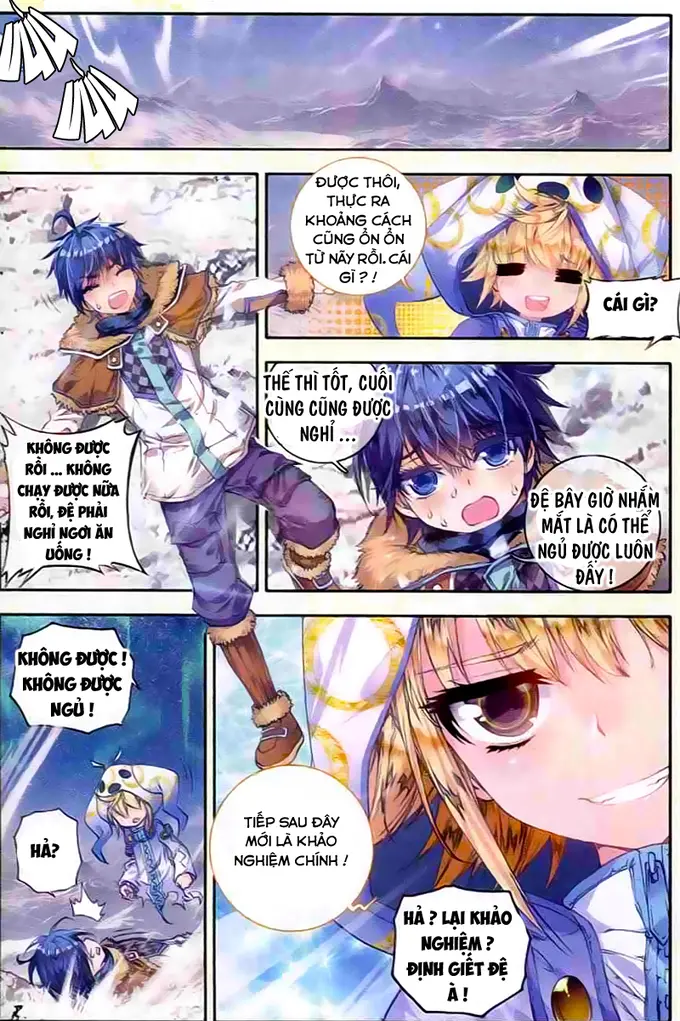 ŨŨŨ
ŨŨŨ
ŨŨŨ
ĐƯỢC THÔI,
THỰC RA
KHOẢNG CÁCH
CŨNG ỔN ỔN
TỪ NÃY RỒI. CÁI
GÌ ? !
CÁI GÌ?
KHÔNG ĐƯỢC
RỒI ... KHÔNG
CHẠY ĐƯỢC NỮA
RỒI, ĐỆ PHẢI
NGHỈ NGƠI ĂN
UỐNG !
THẾ THÌ TỐT, CUỐI
CÙNG CŨNG ĐƯỢC
NGHỈ ...
ĐỆ BÂY GIỜ NHẮM
MẮT LÀ CÓ THỂ
NGỦ ĐƯỢC LUÔN
ĐẤY !
KHÔNG ĐƯỢC !
KHÔNG ĐƯỢC
NGỦ !
HẢ?
TIẾP SAU ĐÂY
MỚI LÀ KHẢO
NGHIỆM CHÍNH !
HẢ ? LẠI KHẢO
NGHIỆM ?
ĐỊNH GIẾT ĐỆ
À !